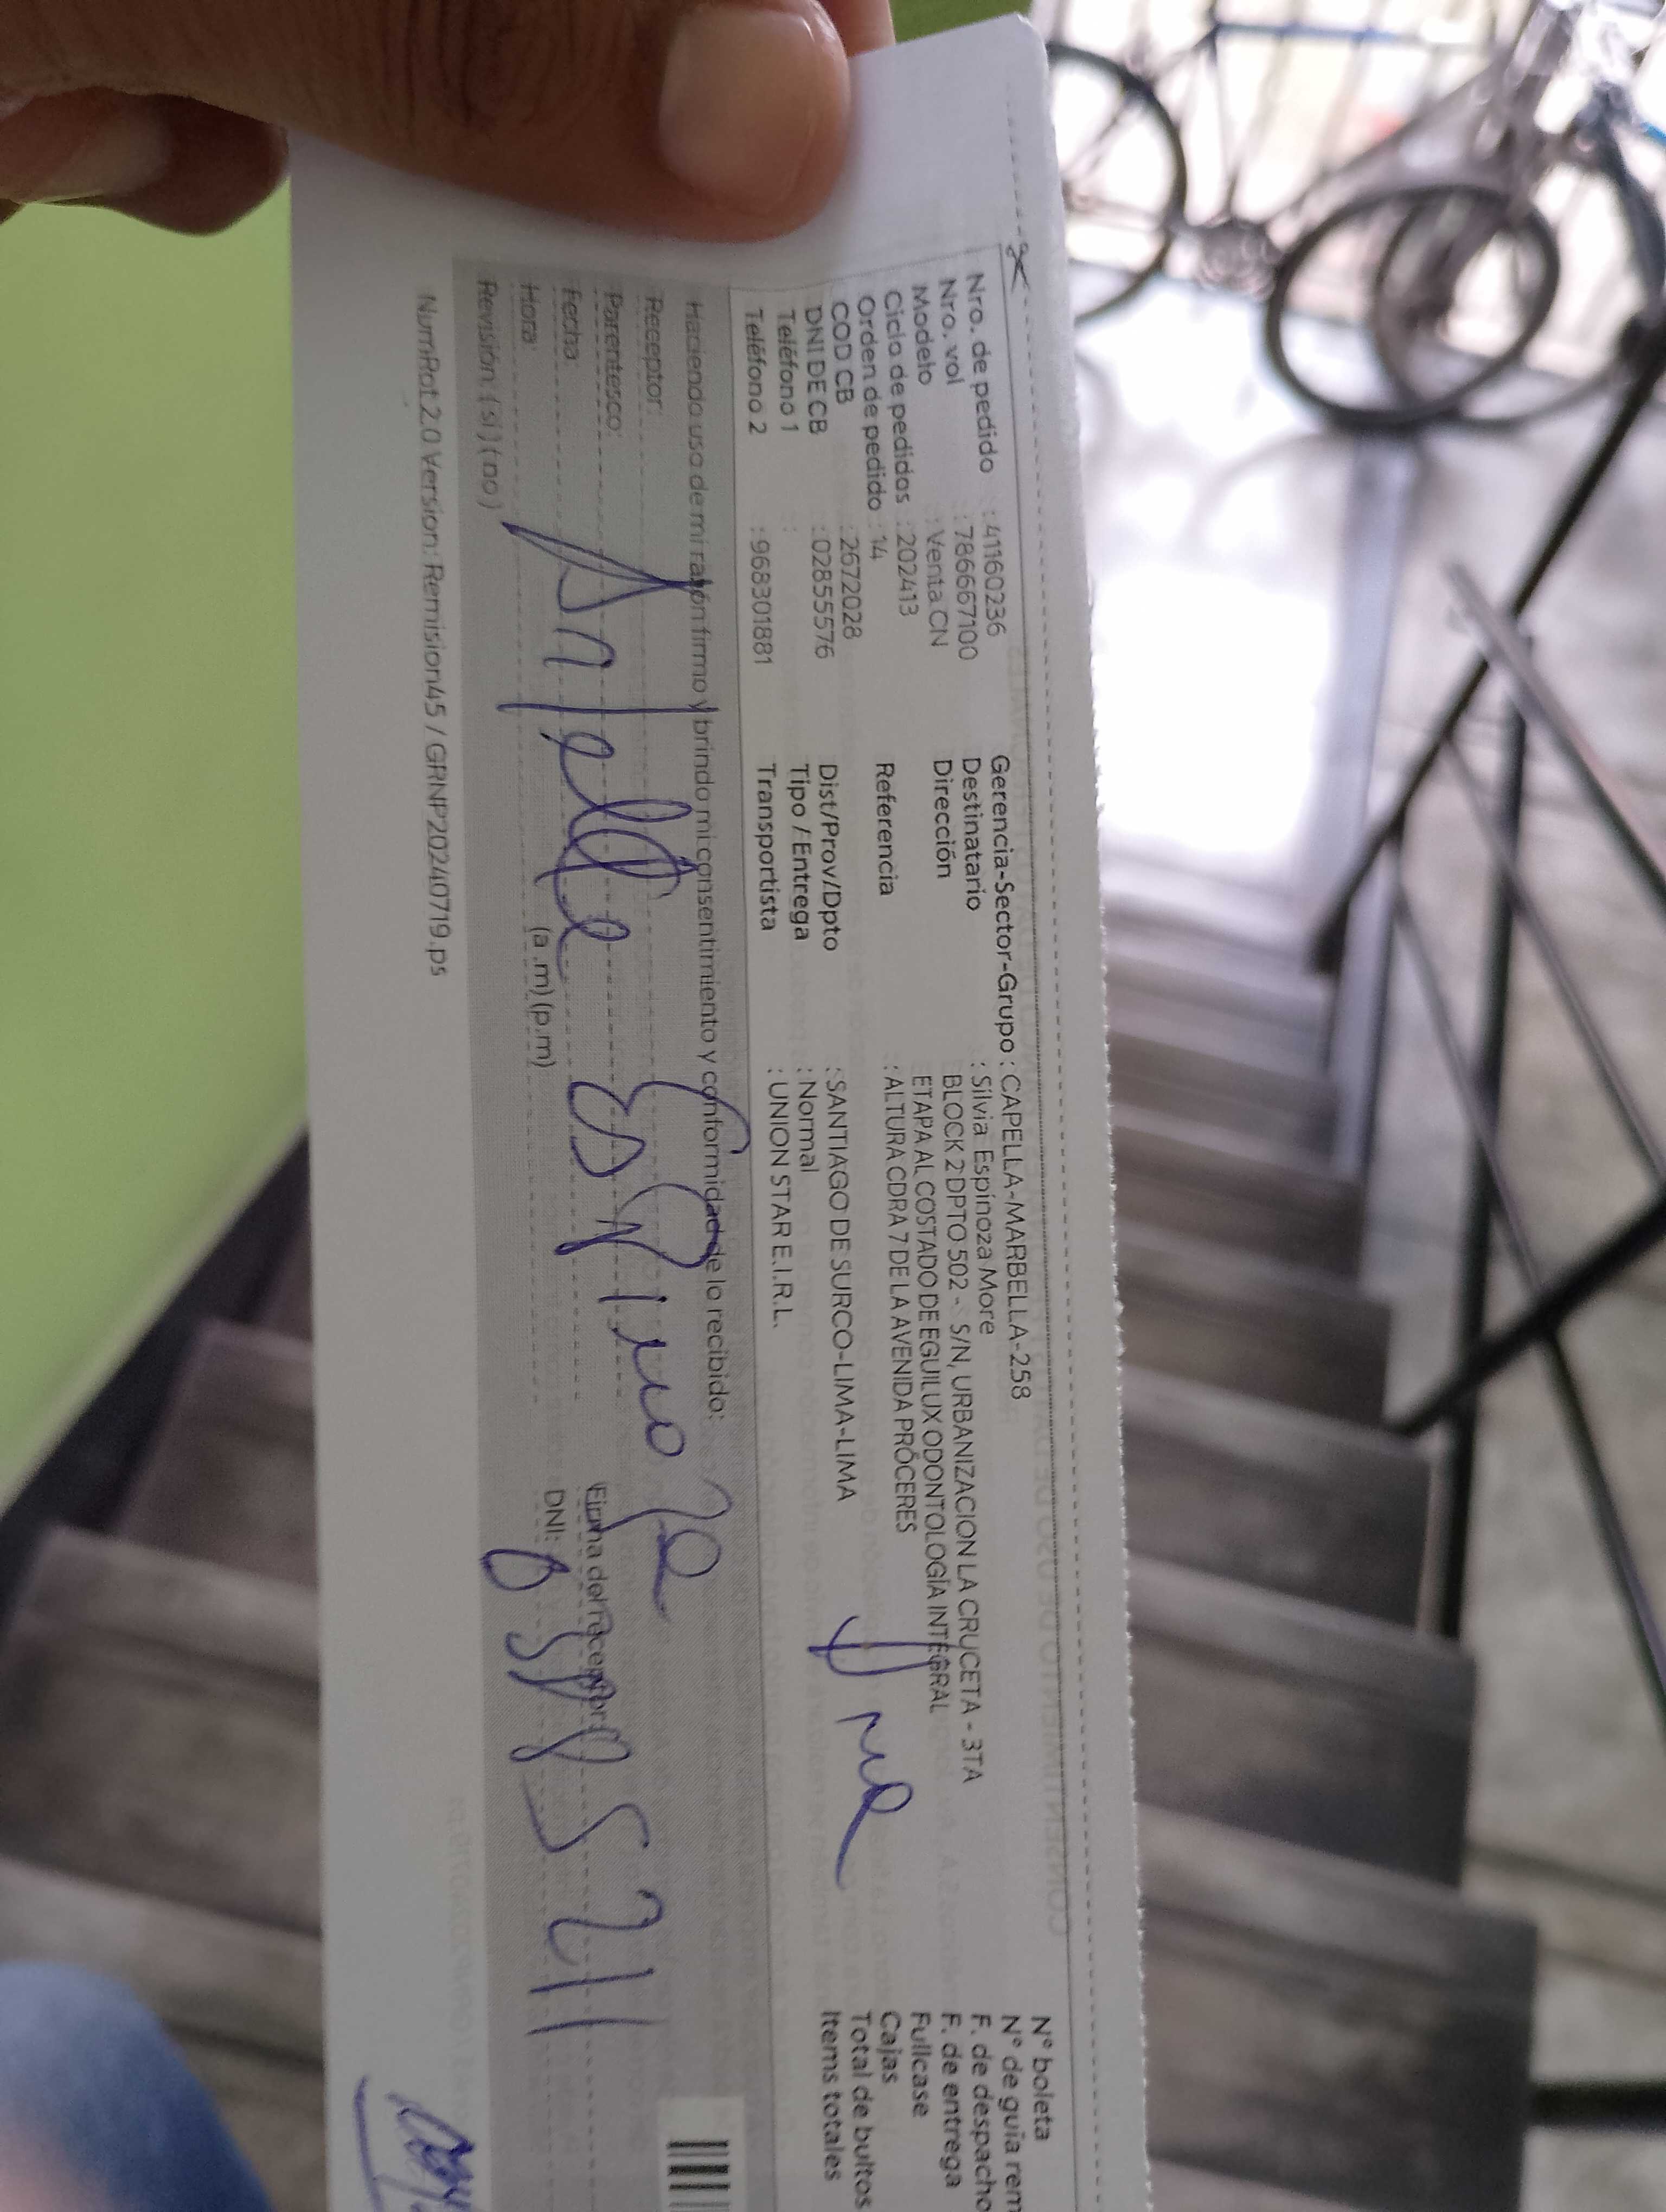 Nro. de pedido : 41160236
Nro. vol : 7866667100
Modelo : Venta CN
Ciclo de pedidos : 202413
Orden de pedido : 14
COD CB : 2672028
DNI DE CB : 028555576
Teléfono 1 :
Teléfono 2 : 968301881
Gerencia-Sector-Grupo : CAPELLA-MARBELLA-258
Destinatario : Silvia Espinoza More
Dirección BLOCK 2 DPTO 502 - S/N, URBANIZACION LA CRUCETA - 3TA
ETAPA AL COSTADO DE EGUILUX ODONTOLOGÍA INTEGRAL
Referencia : ALTURA CDRA 7 DE LA AVENIDA PRÓCERES
Dist/Prov/Dpto : SANTIAGO DE SURCO-LIMA-LIMA
Tipo /Entrega : Normal
Transportista : UNION STAR E.I.R.L.
N° boleta
N° de guía rem
F. de despacho
F. de entrega
Fullcase
Cajas
Total de bultos
Items totales
Haciendo uso de mi razón firmo y brindo mi consentimiento y conformidad de lo recibido:
Receptor:
Parentesco:
Fecha:
Hora: (a.m) (p.m)
Revisión: (si) (no)
Firma del receptor:
DNI:
NumRot 2.0 Version: Remision45 / GRNP20240719.ps